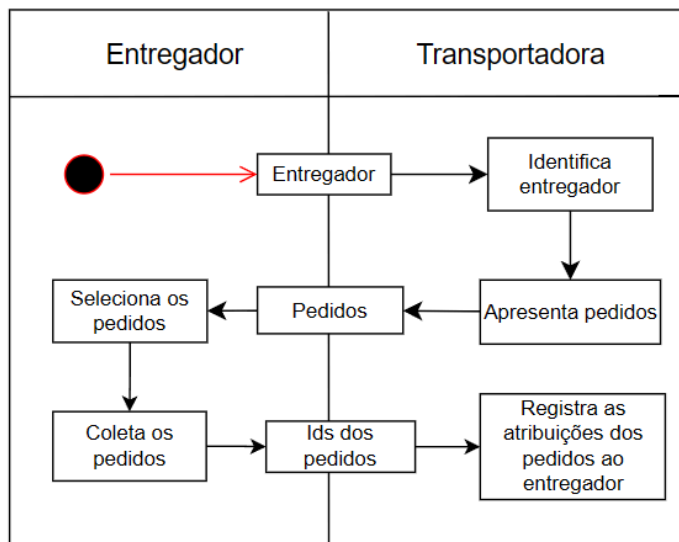 Entregador
Transportadora
Entregador
Identifica
entregador
Seleciona os
pedidos
Pedidos
Apresenta pedidos
Coleta os
pedidos
Ids dos
pedidos
Registra as
atribuições dos
pedidos ao
entregador